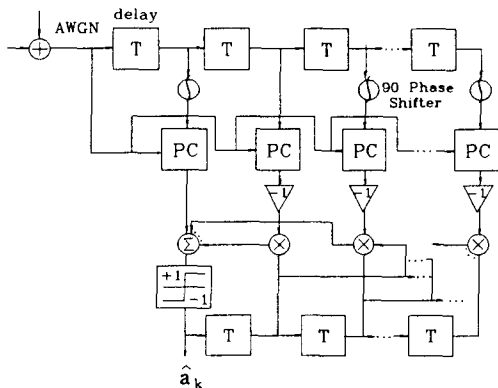 delay
AWGN
T T T T
90 Phase
Shifter
PC PC PC PC
-1 -1 -1
Σ × × ×
+1
-1
T T T
â_k